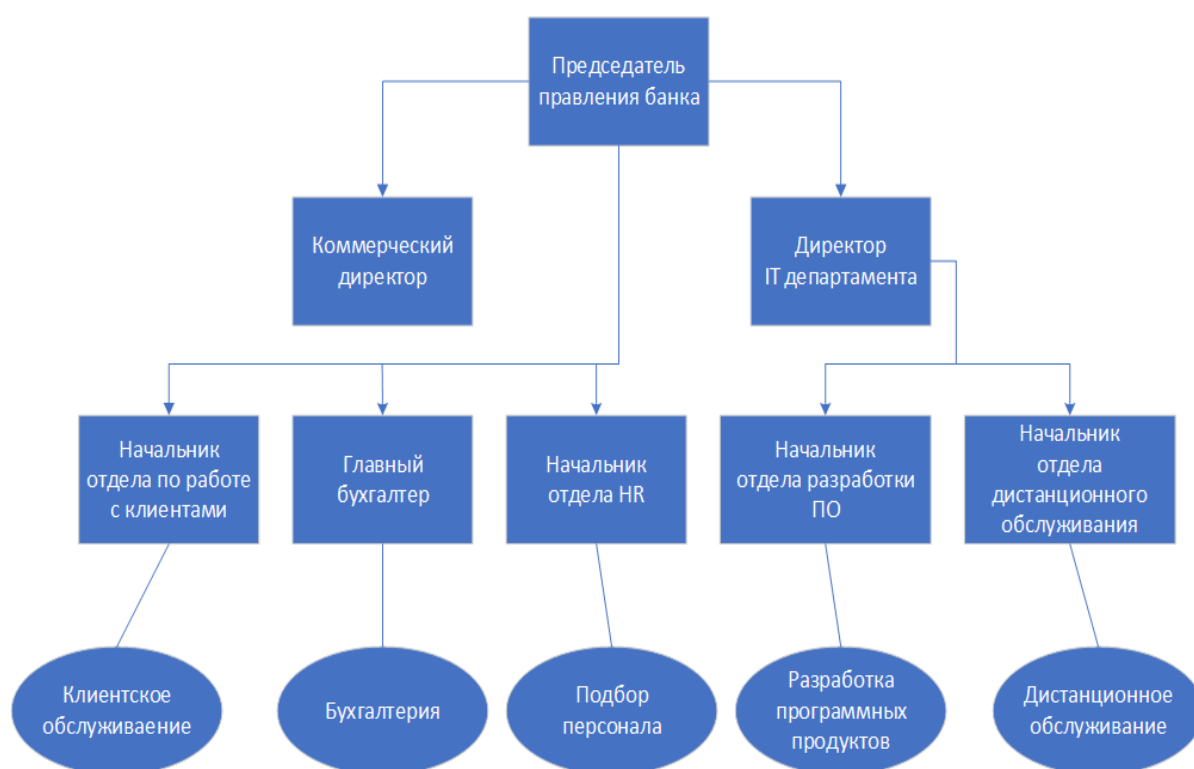 Председатель
правления банка
Коммерческий
директор
Директор
IT департамента
Начальник
отдела по работе
с клиентами
Главный
бухгалтер
Начальник
отдела HR
Начальник
отдела разработки
ПО
Начальник
отдела
дистанционного
обслуживания
Клиентское
обслуживаение
Бухгалтерия
Подбор
персонала
Разработка
программных
продуктов
Дистанционное
обслуживание